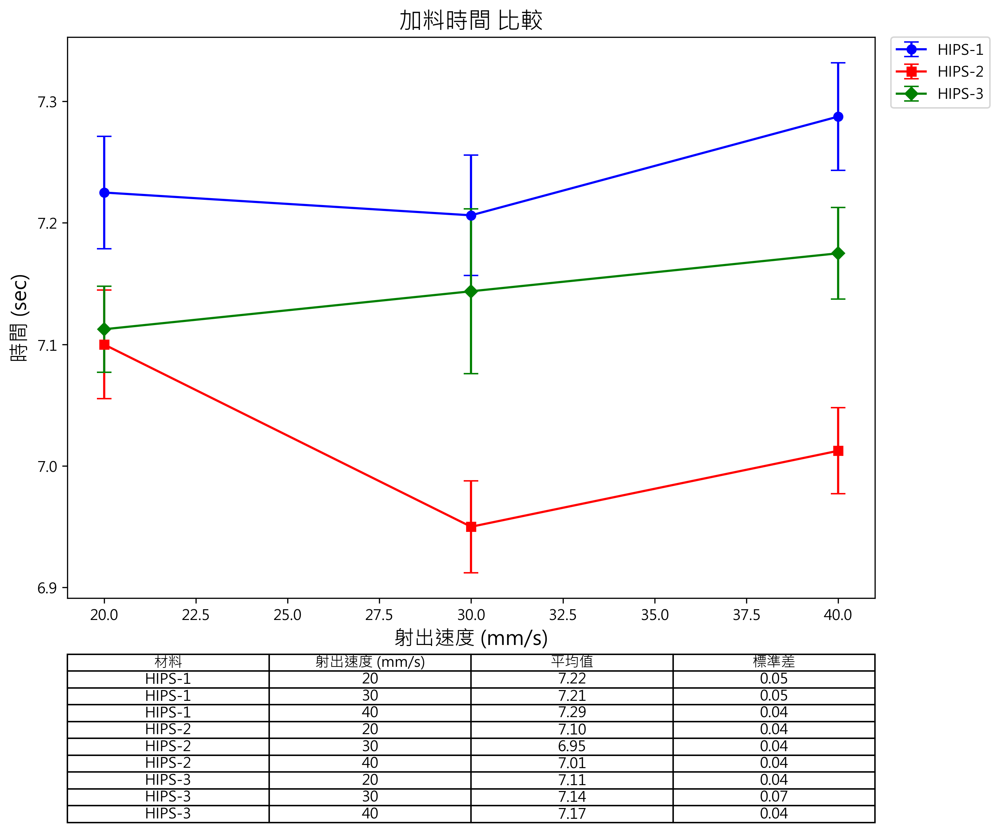 加料時間 比較
HIPS-1
HIPS-2
HIPS-3
時間 (sec)
7.3
7.2
7.1
7.0
6.9
20.0 22.5 25.0 27.5 30.0 32.5 35.0 37.5 40.0
射出速度 (mm/s)
材料 射出速度 (mm/s) 平均值 標準差
HIPS-1 20 7.22 0.05
HIPS-1 30 7.21 0.05
HIPS-1 40 7.29 0.04
HIPS-2 20 7.10 0.04
HIPS-2 30 6.95 0.04
HIPS-2 40 7.01 0.04
HIPS-3 20 7.11 0.04
HIPS-3 30 7.14 0.07
HIPS-3 40 7.17 0.04